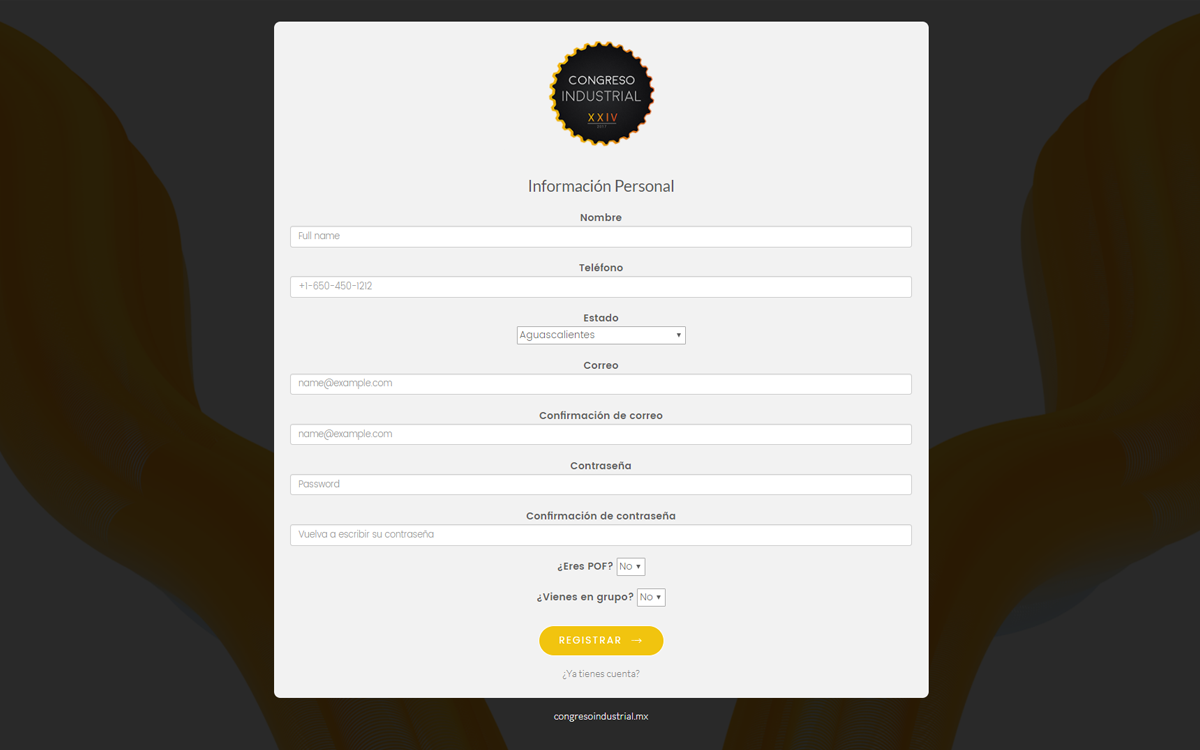 CONGRESO
INDUSTRIAL
XXIV
2017
Información Personal
Nombre
Full name
Teléfono
+1-650-450-1212
Estado
Aguascalientes
Correo
name@example.com
Confirmación de correo
name@example.com
Contraseña
Password
Confirmación de contraseña
Vuelva a escribir su contraseña
¿Eres POF? No
¿Vienes en grupo? No
REGISTRAR →
¿Ya tienes cuenta?
congresoindustrial.mx